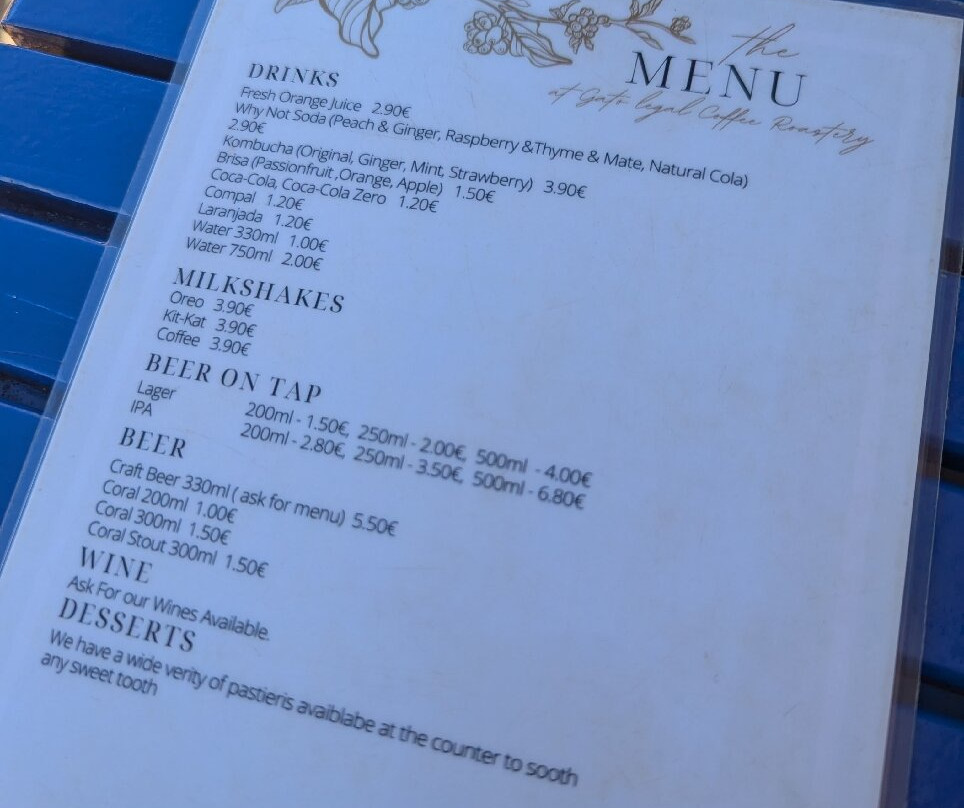 the
MENU
at Gato legal Coffee Roastery
DRINKS
Fresh Orange Juice 2.90€
Why Not Soda (Peach & Ginger, Raspberry &Thyme & Mate, Natural Cola)
2.90€
Kombucha (Original, Ginger, Mint, Strawberry) 3.90€
Brisa (Passionfruit ,Orange, Apple) 1.50€
Coca-Cola, Coca-Cola Zero 1.20€
Compal 1.20€
Laranjada 1.20€
Water 330ml 1.00€
Water 750ml 2.00€
MILKSHAKES
Oreo 3.90€
Kit-Kat 3.90€
Coffee 3.90€
BEER ON TAP
Lager 200ml - 1.50€, 250ml - 2.00€, 500ml - 4.00€
IPA 200ml - 2.80€, 250ml - 3.50€, 500ml - 6.80€
BEER
Craft Beer 330ml ( ask for menu) 5.50€
Coral 200ml 1.00€
Coral 300ml 1.50€
Coral Stout 300ml 1.50€
WINE
Ask For our Wines Available.
DESSERTS
We have a wide verity of pastieris avaiblabe at the counter to sooth
any sweet tooth